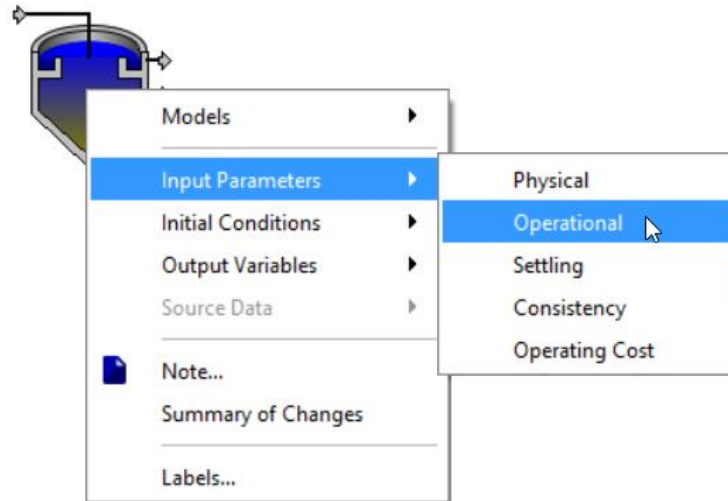 Models
Input Parameters
Initial Conditions
Output Variables
Source Data
Note...
Summary of Changes
Labels...
Physical
Operational
Settling
Consistency
Operating Cost